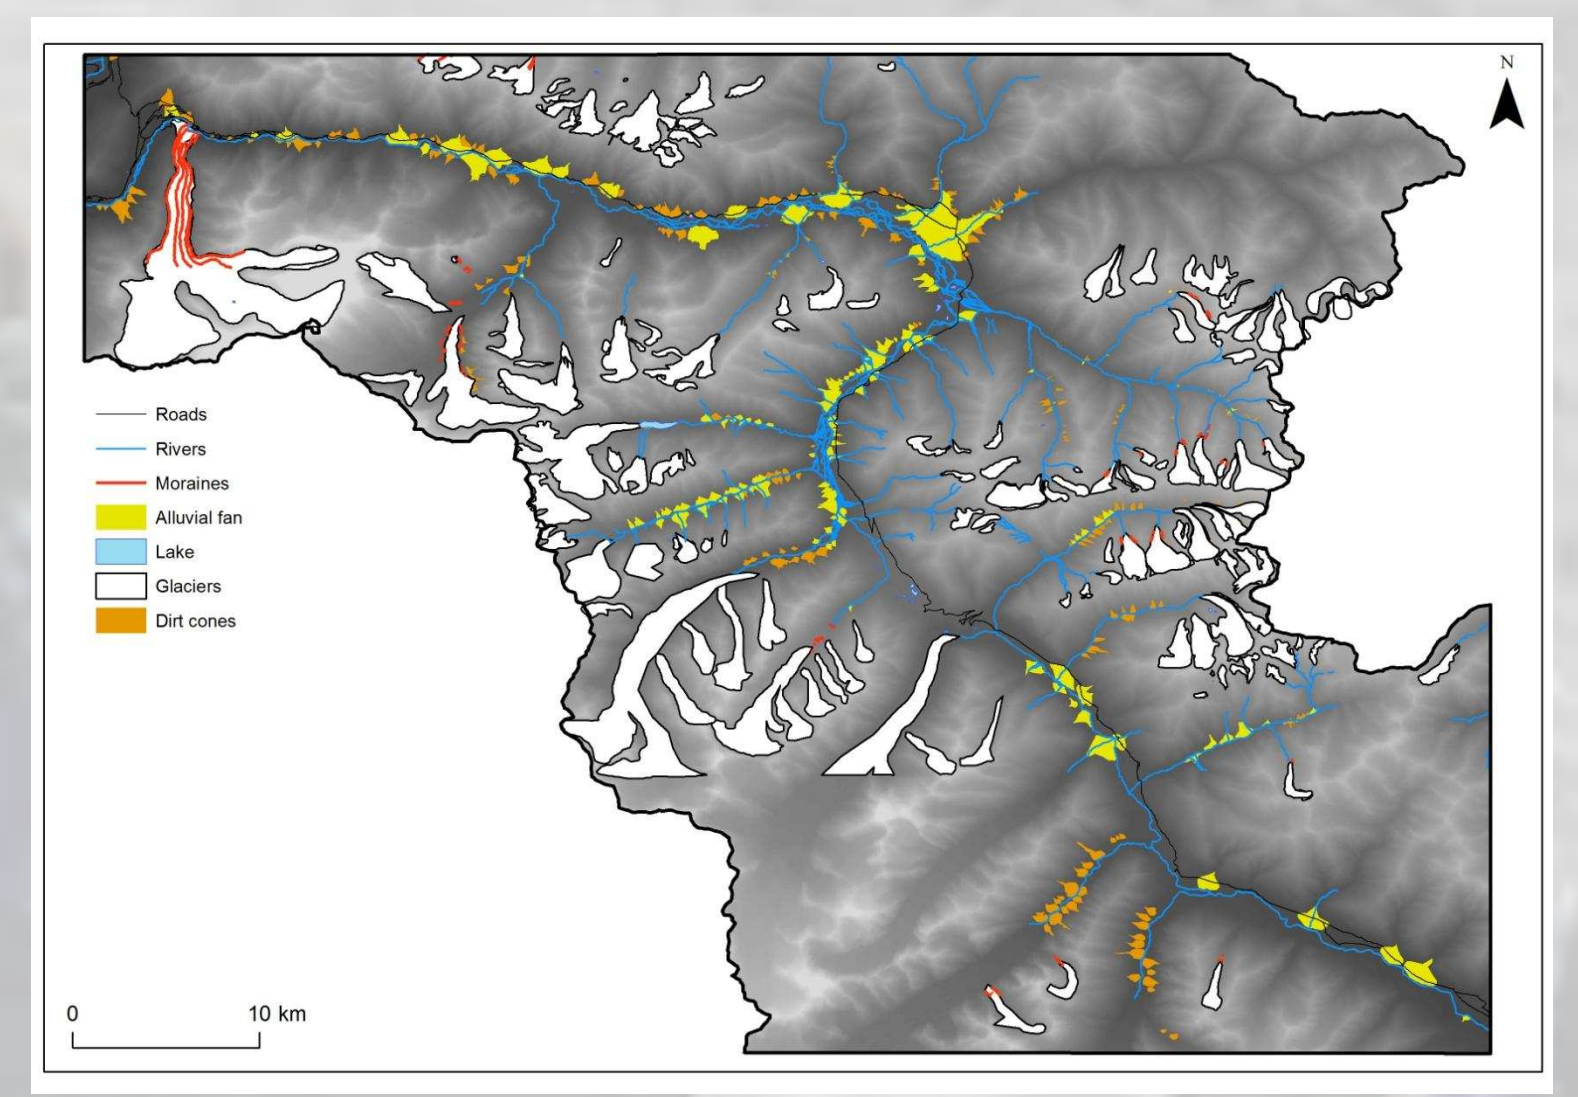 N
Roads
Rivers
Moraines
Alluvial fan
Lake
Glaciers
Dirt cones
0 10 km